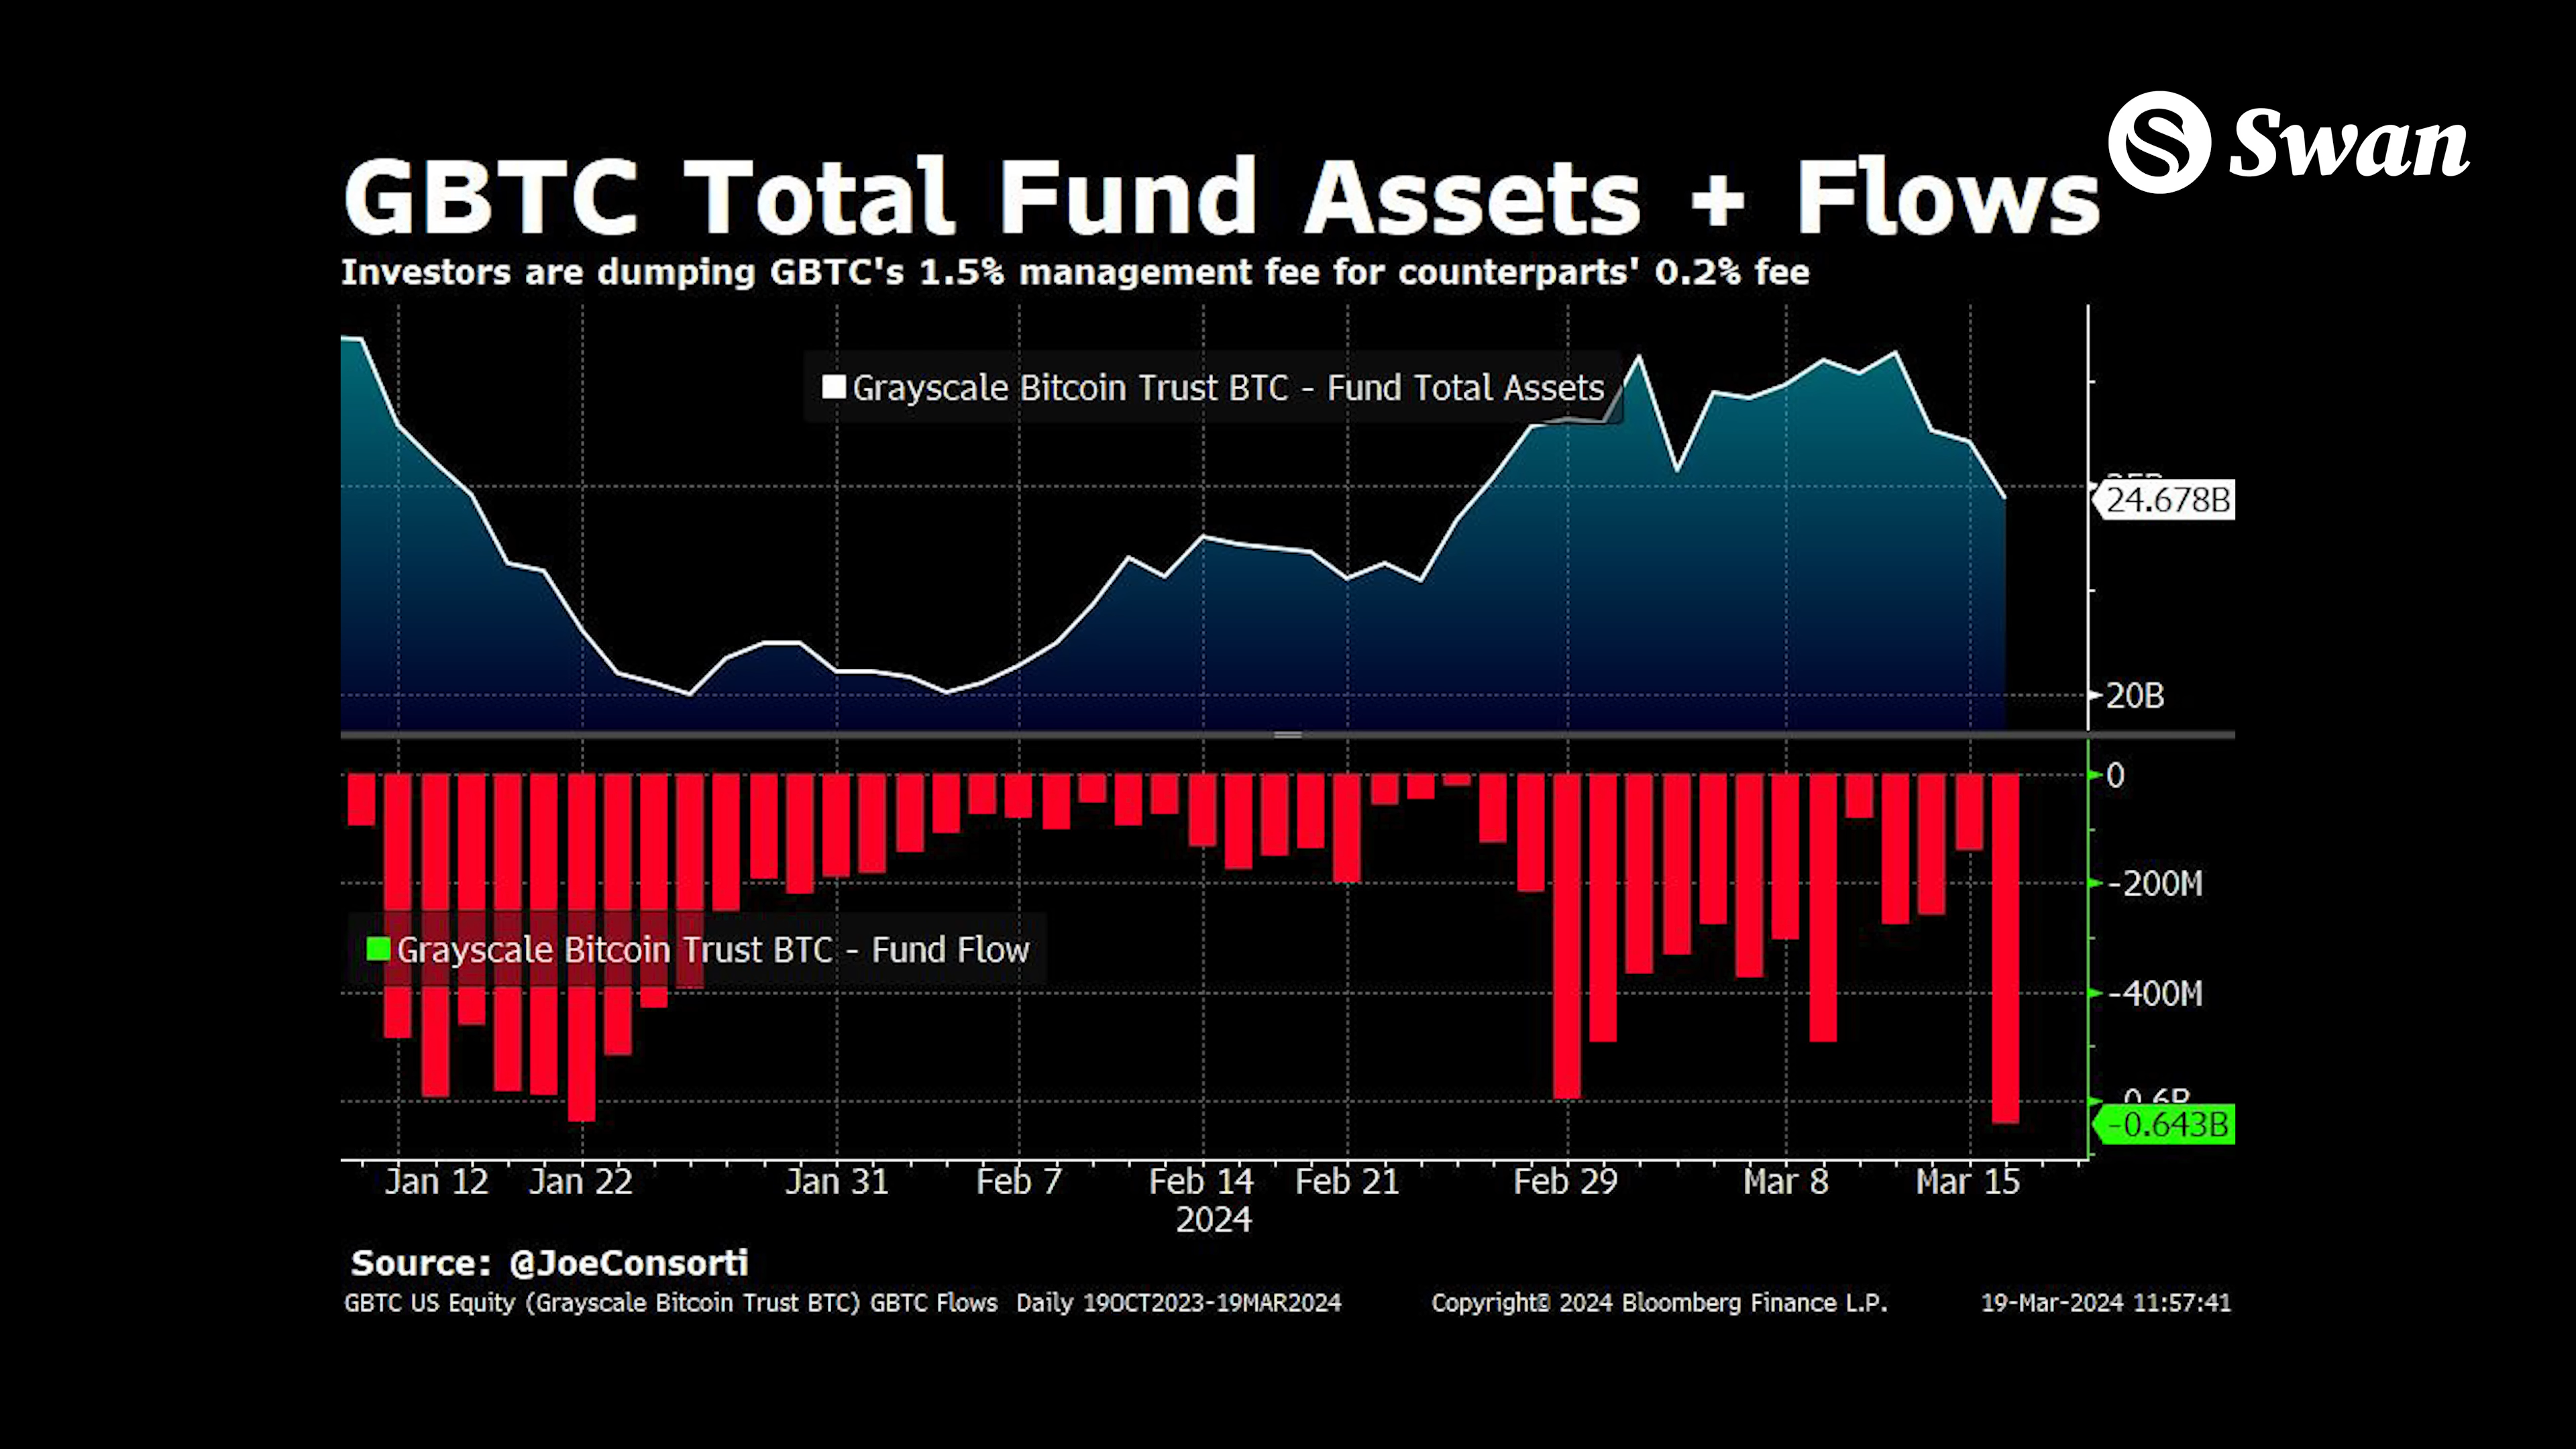 Swan
GBTC Total Fund Assets + Flows
Investors are dumping GBTC's 1.5% management fee for counterparts' 0.2% fee
Grayscale Bitcoin Trust BTC - Fund Total Assets
24.678B
20B
0
-200M
Grayscale Bitcoin Trust BTC - Fund Flow
-400M
-0.643B
Jan 12 Jan 22 Jan 31 Feb 7 Feb 14 Feb 21 Feb 29 Mar 8 Mar 15
2024
Source: @JoeConsorti
GBTC US Equity (Grayscale Bitcoin Trust BTC) GBTC Flows Daily 19OCT2023-19MAR2024 Copyright© 2024 Bloomberg Finance L.P. 19-Mar-2024 11:57:41